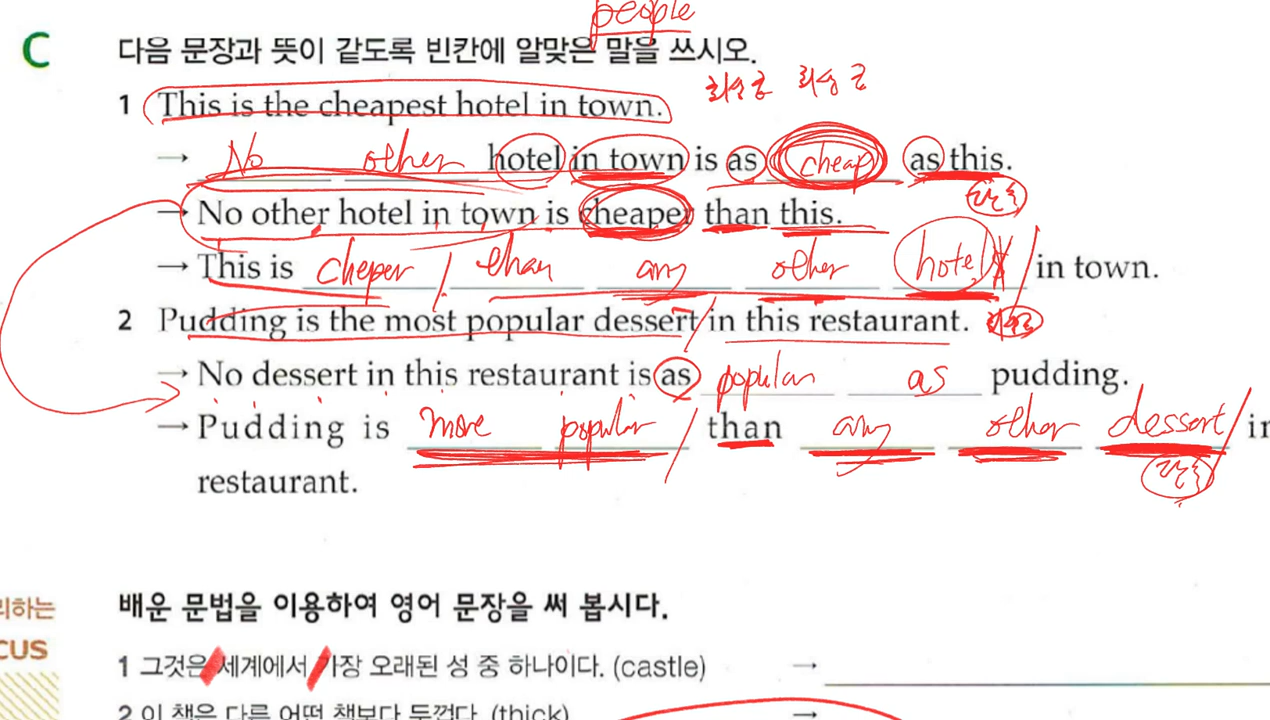 people
C 다음 문장과 뜻이 같도록 빈칸에 알맞은 말을 쓰시오.
1 This is the cheapest hotel in town.
→ No other hotel in town is as cheap as this.
→ No other hotel in town is cheaper than this.
→ This is cheper than any other hotel in town.
2 Pudding is the most popular dessert in this restaurant.
→ No dessert in this restaurant is as popular as pudding.
→ Pudding is more popular than any other dessert in
restaurant.
배운 문법을 이용하여 영어 문장을 써 봅시다.
리하는
CUS
1 그것은 세계에서 가장 오래된 성 중 하나이다. (castle) →
2 이 책은 다른 어떤 책보다 두껍다. (thick) →